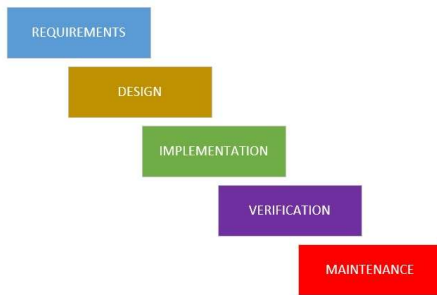 REQUIREMENTS
DESIGN
IMPLEMENTATION
VERIFICATION
MAINTENANCE